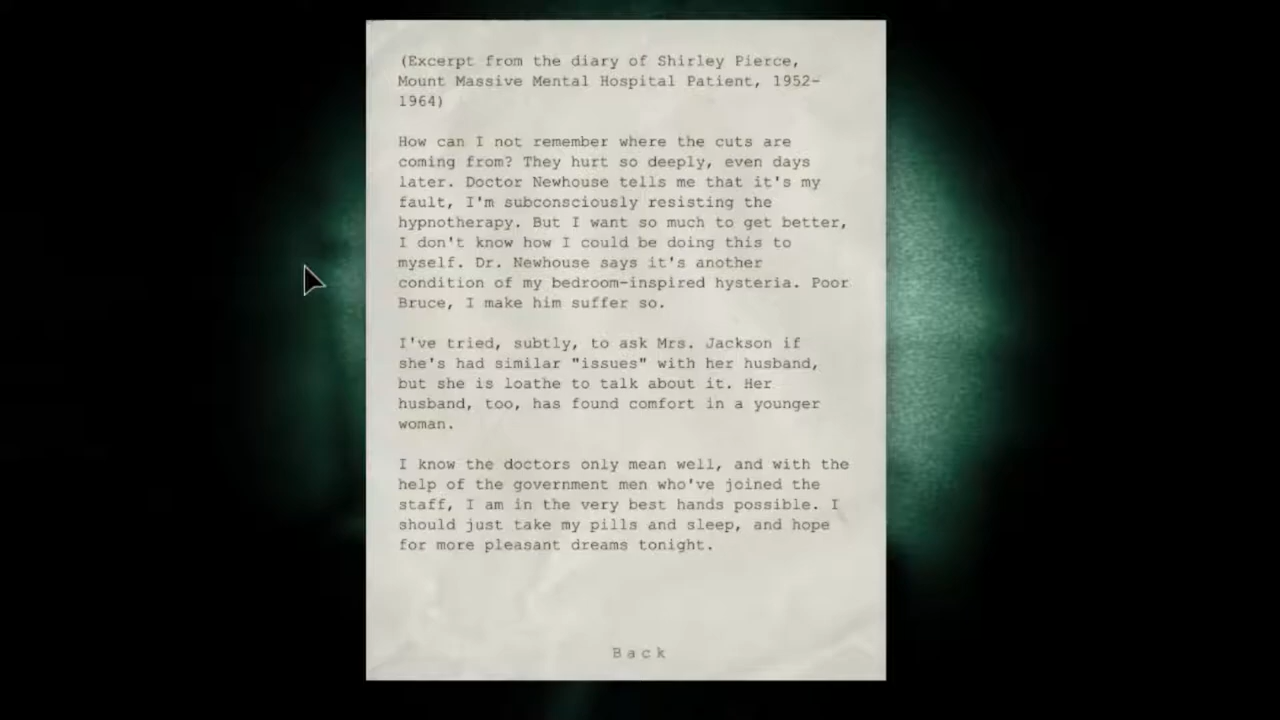 (Excerpt from the diary of Shirley Pierce,
Mount Massive Mental Hospital Patient, 1952-
1964)
How can I not remember where the cuts are
coming from? They hurt so deeply, even days
later. Doctor Newhouse tells me that it's my
fault, I'm subconsciously resisting the
hypnotherapy. But I want so much to get better,
I don't know how I could be doing this to
myself. Dr. Newhouse says it's another
condition of my bedroom-inspired hysteria. Poor
Bruce, I make him suffer so.
I've tried, subtly, to ask Mrs. Jackson if
she's had similar "issues" with her husband,
but she is loathe to talk about it. Her
husband, too, has found comfort in a younger
woman.
I know the doctors only mean well, and with the
help of the government men who've joined the
staff, I am in the very best hands possible. I
should just take my pills and sleep, and hope
for more pleasant dreams tonight.
Back